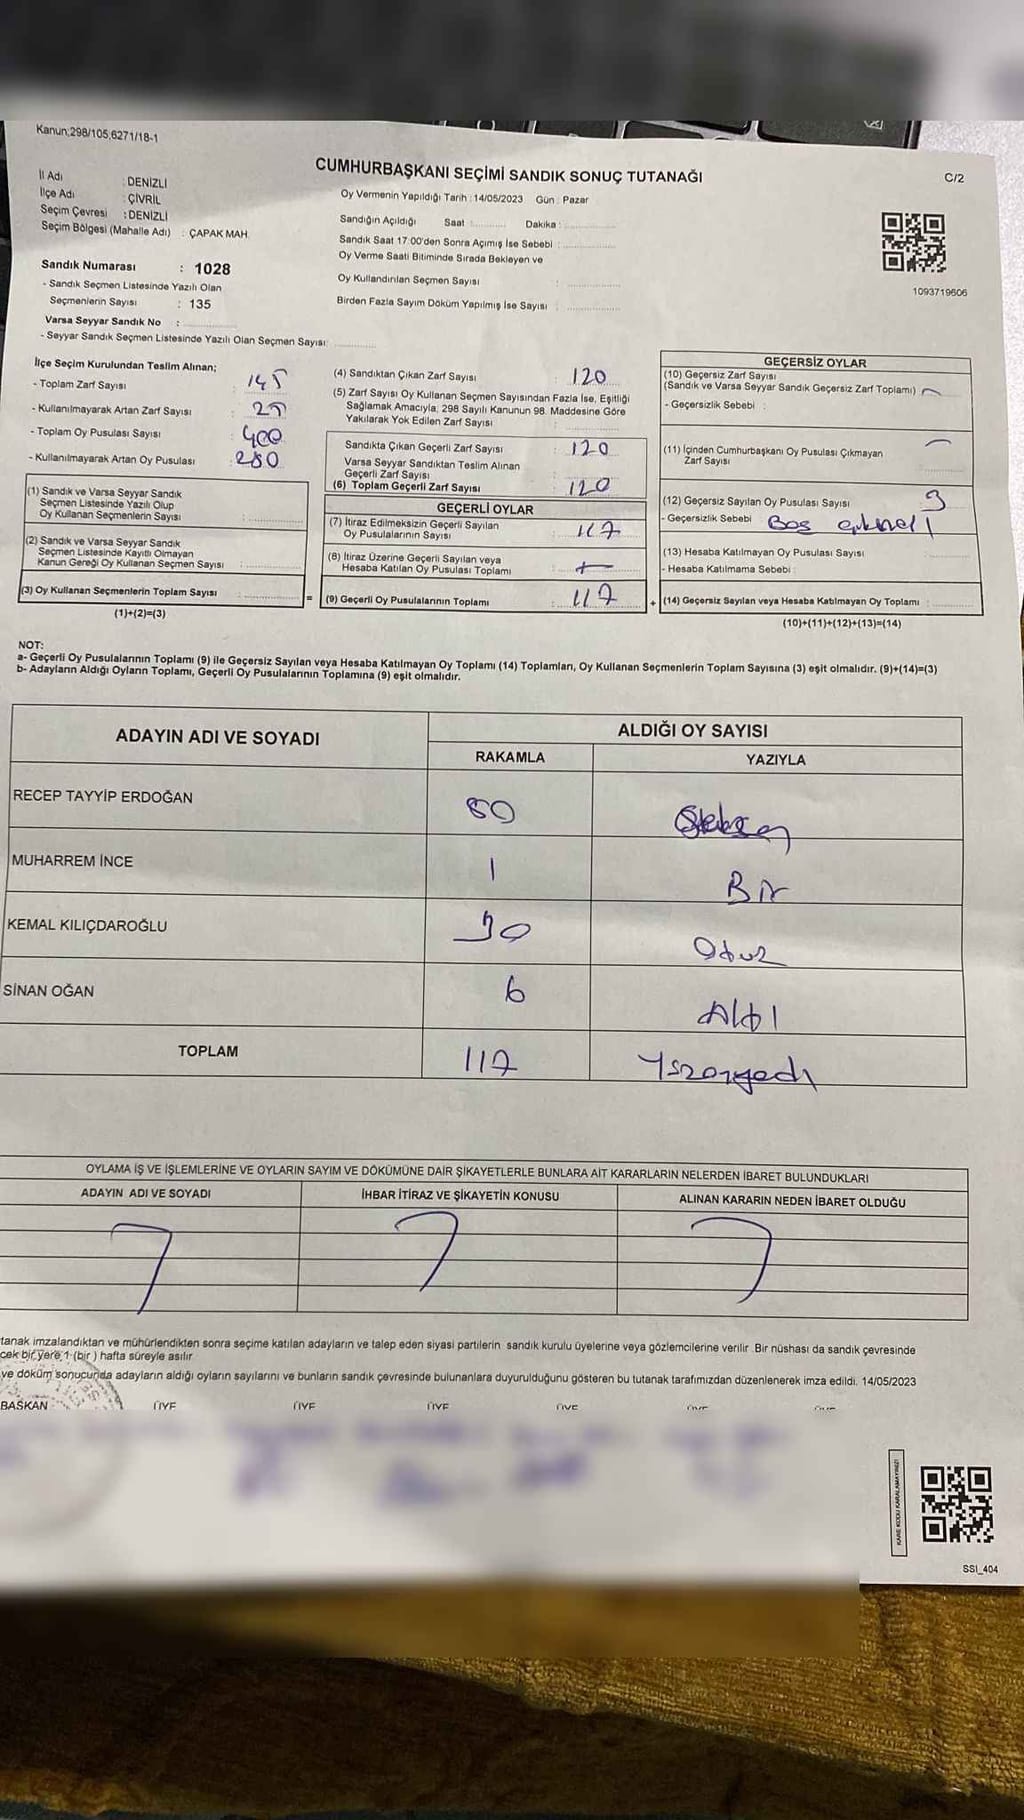 Kanun;298/105,6271/18-1
CUMHURBAŞKANI SEÇİMİ SANDIK SONUÇ TUTANAĞI
C/2
İl Adı : DENİZLİ
İlçe Adı : ÇİVRİL
Seçim Çevresi : DENİZLİ
Seçim Bölgesi (Mahalle Adı) : ÇAPAK MAH.
Sandık Numarası : 1028
- Sandık Seçmen Listesinde Yazılı Olan
Seçmenlerin Sayısı : 135
Varsa Seyyar Sandık No :
- Seyyar Sandık Seçmen Listesinde Yazılı Olan Seçmen Sayısı:
Oy Vermenin Yapıldığı Tarih : 14/05/2023 Gün : Pazar
Sandığın Açıldığı Saat : Dakika :
Sandık Saat 17:00'den Sonra Açımış İse Sebebi :
Oy Verme Saati Bitiminde Sırada Bekleyen ve
Oy Kullandırılan Seçmen Sayısı :
Birden Fazla Sayım Döküm Yapılmış İse Sayısı :
1093719606
İlçe Seçim Kurulundan Teslim Alınan;
- Toplam Zarf Sayısı : 145
- Kullanılmayarak Artan Zarf Sayısı : 25
- Toplam Oy Pusulası Sayısı : 400
- Kullanılmayarak Artan Oy Pusulası : 280
(1) Sandık ve Varsa Seyyar Sandık
Seçmen Listesinde Yazılı Olup
Oy Kullanan Seçmenlerin Sayısı :
(2) Sandık ve Varsa Seyyar Sandık
Seçmen Listesinde Kayıtlı Olmayan
Kanun Gereği Oy Kullanan Seçmen Sayısı :
(3) Oy Kullanan Seçmenlerin Toplam Sayısı : =
(1)+(2)=(3)
(4) Sandıktan Çıkan Zarf Sayısı : 120
(5) Zarf Sayısı Oy Kullanan Seçmen Sayısından Fazla İse, Eşitliği
Sağlamak Amacıyla, 298 Sayılı Kanunun 98. Maddesine Göre
Yakılarak Yok Edilen Zarf Sayısı :
Sandıkta Çıkan Geçerli Zarf Sayısı : 120
Varsa Seyyar Sandıktan Teslim Alınan
Geçerli Zarf Sayısı :
(6) Toplam Geçerli Zarf Sayısı : 120
GEÇERLİ OYLAR
(7) İtiraz Edilmeksizin Geçerli Sayılan
Oy Pusulalarının Sayısı : 117
(8) İtiraz Üzerine Geçerli Sayılan veya
Hesaba Katılan Oy Pusulası Toplamı :
(9) Geçerli Oy Pusulalarının Toplamı : 117 +
GEÇERSİZ OYLAR
(10) Geçersiz Zarf Sayısı
(Sandık ve Varsa Seyyar Sandık Geçersiz Zarf Toplamı) :
- Geçersizlik Sebebi :
(11) İçinden Cumhurbaşkanı Oy Pusulası Çıkmayan
Zarf Sayısı
(12) Geçersiz Sayılan Oy Pusulası Sayısı : 3
- Geçersizlik Sebebi : Boş
(13) Hesaba Katılmayan Oy Pusulası Sayısı
- Hesaba Katılmama Sebebi :
(14) Geçersiz Sayılan veya Hesaba Katılmayan Oy Toplamı :
(10)+(11)+(12)+(13)=(14)
NOT:
a- Geçerli Oy Pusulalarının Toplamı (9) ile Geçersiz Sayılan veya Hesaba Katılmayan Oy Toplamı (14) Toplamları, Oy Kullanan Seçmenlerin Toplam Sayısına (3) eşit olmalıdır. (9)+(14)=(3)
b- Adayların Aldığı Oyların Toplamı, Geçerli Oy Pusulalarının Toplamına (9) eşit olmalıdır.
ADAYIN ADI VE SOYADI
ALDIĞI OY SAYISI
RAKAMLA YAZIYLA
RECEP TAYYİP ERDOĞAN 80 Seksen
MUHARREM İNCE 1 Bir
KEMAL KILIÇDAROĞLU 30 Otuz
SİNAN OĞAN 6 Altı
TOPLAM 117 Yüzonyedi
OYLAMA İŞ VE İŞLEMLERİNE VE OYLARIN SAYIM VE DÖKÜMÜNE DAİR ŞİKAYETLERLE BUNLARA AİT KARARLARIN NELERDEN İBARET BULUNDUKLARI
ADAYIN ADI VE SOYADI İHBAR İTİRAZ VE ŞİKAYETİN KONUSU ALINAN KARARIN NEDEN İBARET OLDUĞU
tanak imzalandıktan ve mühürlendikten sonra seçime katılan adayların ve talep eden siyasi partilerin sandık kurulu üyelerine veya gözlemcilerine verilir. Bir nüshası da sandık çevresinde
cek bir yere 1 (bir ) hafta süreyle asılır.
ve döküm sonucunda adayların aldığı oyların sayılarını ve bunların sandık çevresinde bulunanlara duyurulduğunu gösteren bu tutanak tarafımızdan düzenlenerek imza edildi. 14/05/2023
BAŞKAN ÜYE ÜYE ÜYE ÜYE
KARE KODU KARALAMAYINIZ!
SSI_404